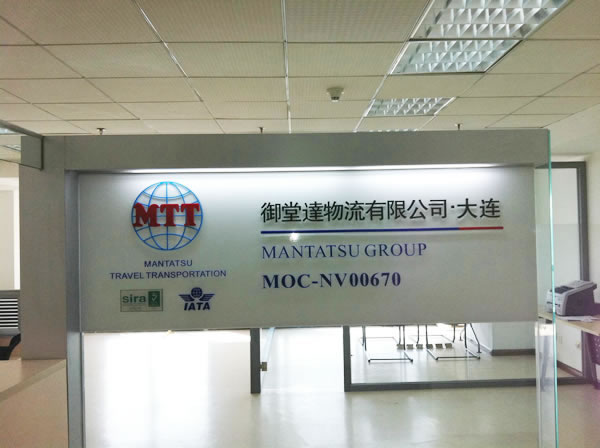 MTT
MANTATSU
TRAVEL TRANSPORTATION
sira
IATA
御堂達物流有限公司·大连
MANTATSU GROUP
MOC-NV00670